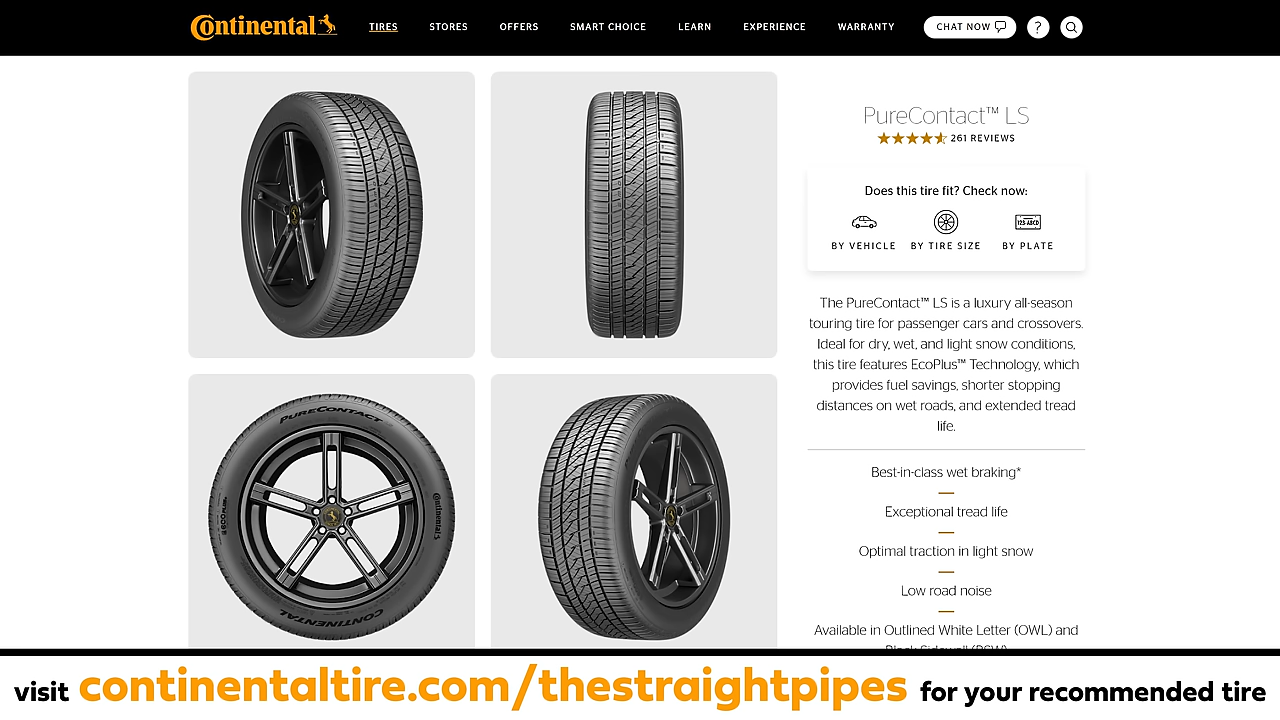 Continental
TIRES
STORES
OFFERS
SMART CHOICE
LEARN
EXPERIENCE
WARRANTY
CHAT NOW
?
PureContact™ LS
261 REVIEWS
Does this tire fit? Check now:
123·ABCD
BY VEHICLE
BY TIRE SIZE
BY PLATE
The PureContact™ LS is a luxury all-season
touring tire for passenger cars and crossovers.
Ideal for dry, wet, and light snow conditions,
this tire features EcoPlus™ Technology, which
provides fuel savings, shorter stopping
distances on wet roads, and extended tread
life.
Best-in-class wet braking*
Exceptional tread life
Optimal traction in light snow
Low road noise
Available in Outlined White Letter (OWL) and
PURECONTACT
Continental
CONTINENTAL
visit continentaltire.com/thestraightpipes for your recommended tire